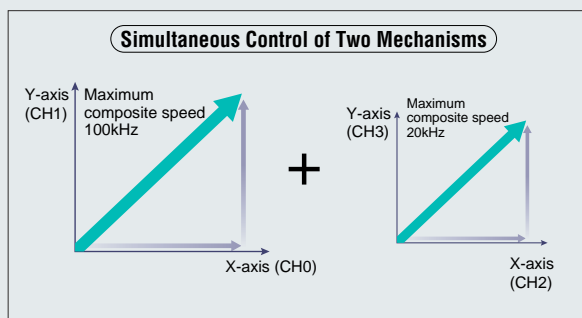 Simultaneous Control of Two Mechanisms
Y-axis
(CH1)
Maximum
composite speed
100kHz
X-axis (CH0)
+
Y-axis
(CH3)
Maximum
composite speed
20kHz
X-axis
(CH2)